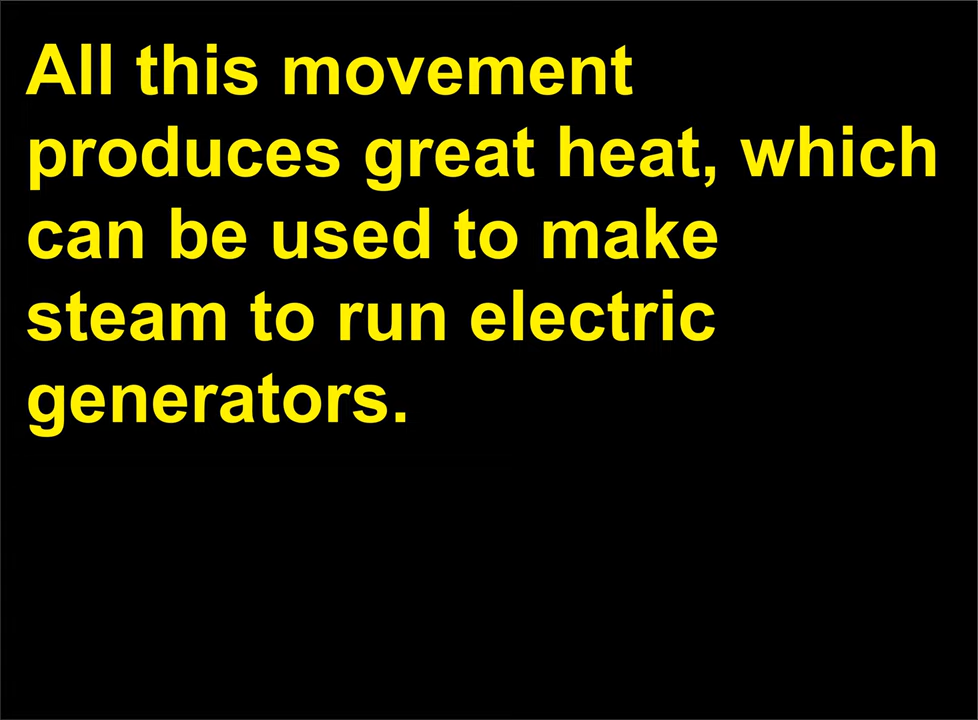 All this movement
produces great heat, which
can be used to make
steam to run electric
generators.